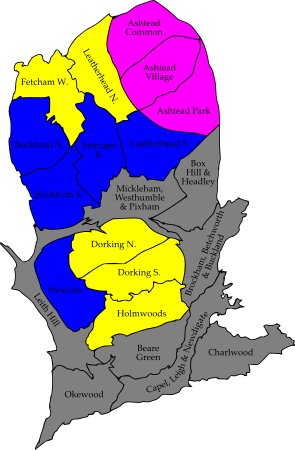 Ashtead
Common
Leatherhead N.
Fetcham W.
Ashtead
Village
Ashtead Park
Bookham N.
Fetcham
E.
Leatherhead S.
Box
Hill &
Headley
Bookham S.
Mickleham,
Westhumble
& Pixham
Brockham, Betchworth
& Buckland
Dorking N.
Dorking S.
Westcott
Leith Hill
Holmwoods
Beare
Green
Capel, Leigh & Newdigate
Charlwood
Okewood